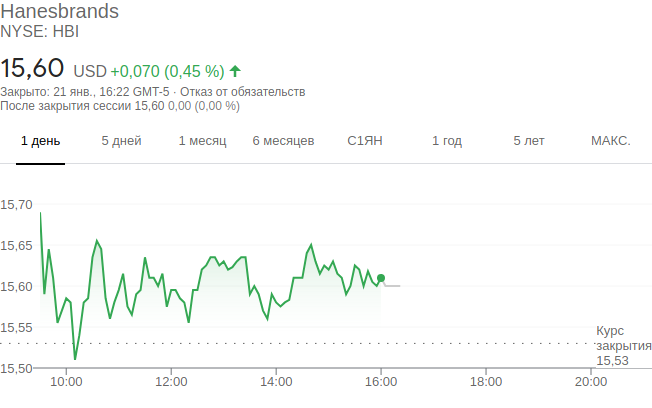 Hanesbrands
NYSE: HBI
15,60 USD +0,070 (0,45 %)
Закрыто: 21 янв., 16:22 GMT-5 · Отказ от обязательств
После закрытия сессии 15,60 0,00 (0,00 %)
1 день 5 дней 1 месяц 6 месяцев С1ЯН 1 год 5 лет МАКС.
15,70
15,65
15,60
15,55
15,50
Курс
закрытия
15,53
10:00 12:00 14:00 16:00 18:00 20:00